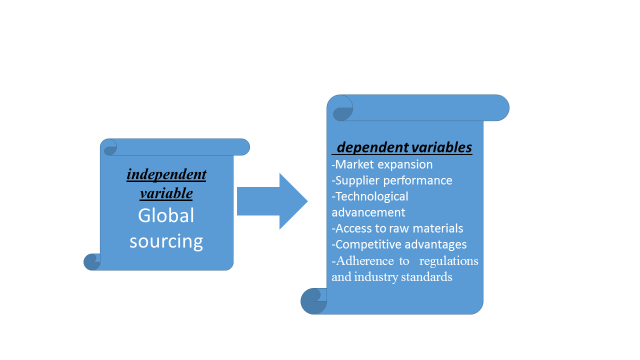 independent
variable
Global
sourcing
dependent variables
-Market expansion
-Supplier performance
-Technological
advancement
-Access to raw materials
-Competitive advantages
-Adherence to regulations
and industry standards